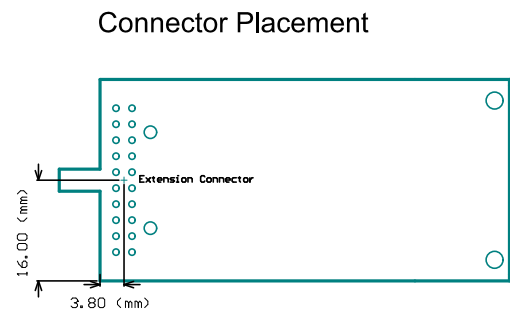 Connector Placement
Extension Connector
16.00 (mm)
3.80 (mm)